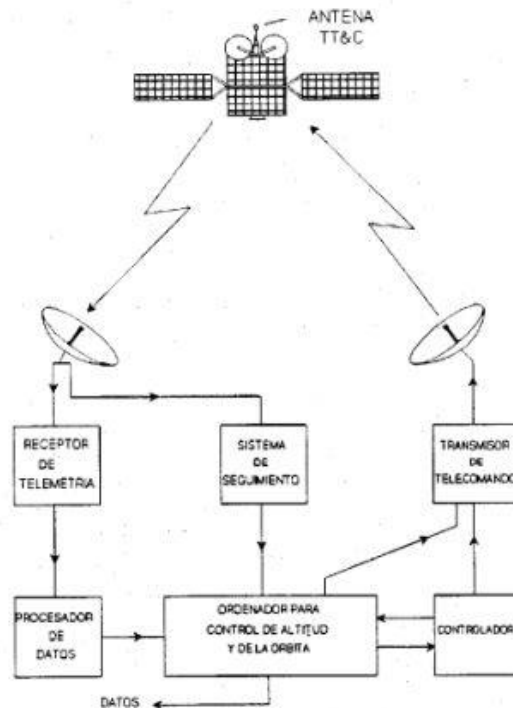 ANTENA
TT&C
RECEPTOR
DE
TELEMETRIA
SISTEMA
DE
SEGUIMIENTO
TRANSMISOR
DE
TELECOMANDO
PROCESADOR
DE
DATOS
ORDENADOR PARA
CONTROL DE ALTITUD
Y DE LA ORBITA
CONTROLADOR
DATOS